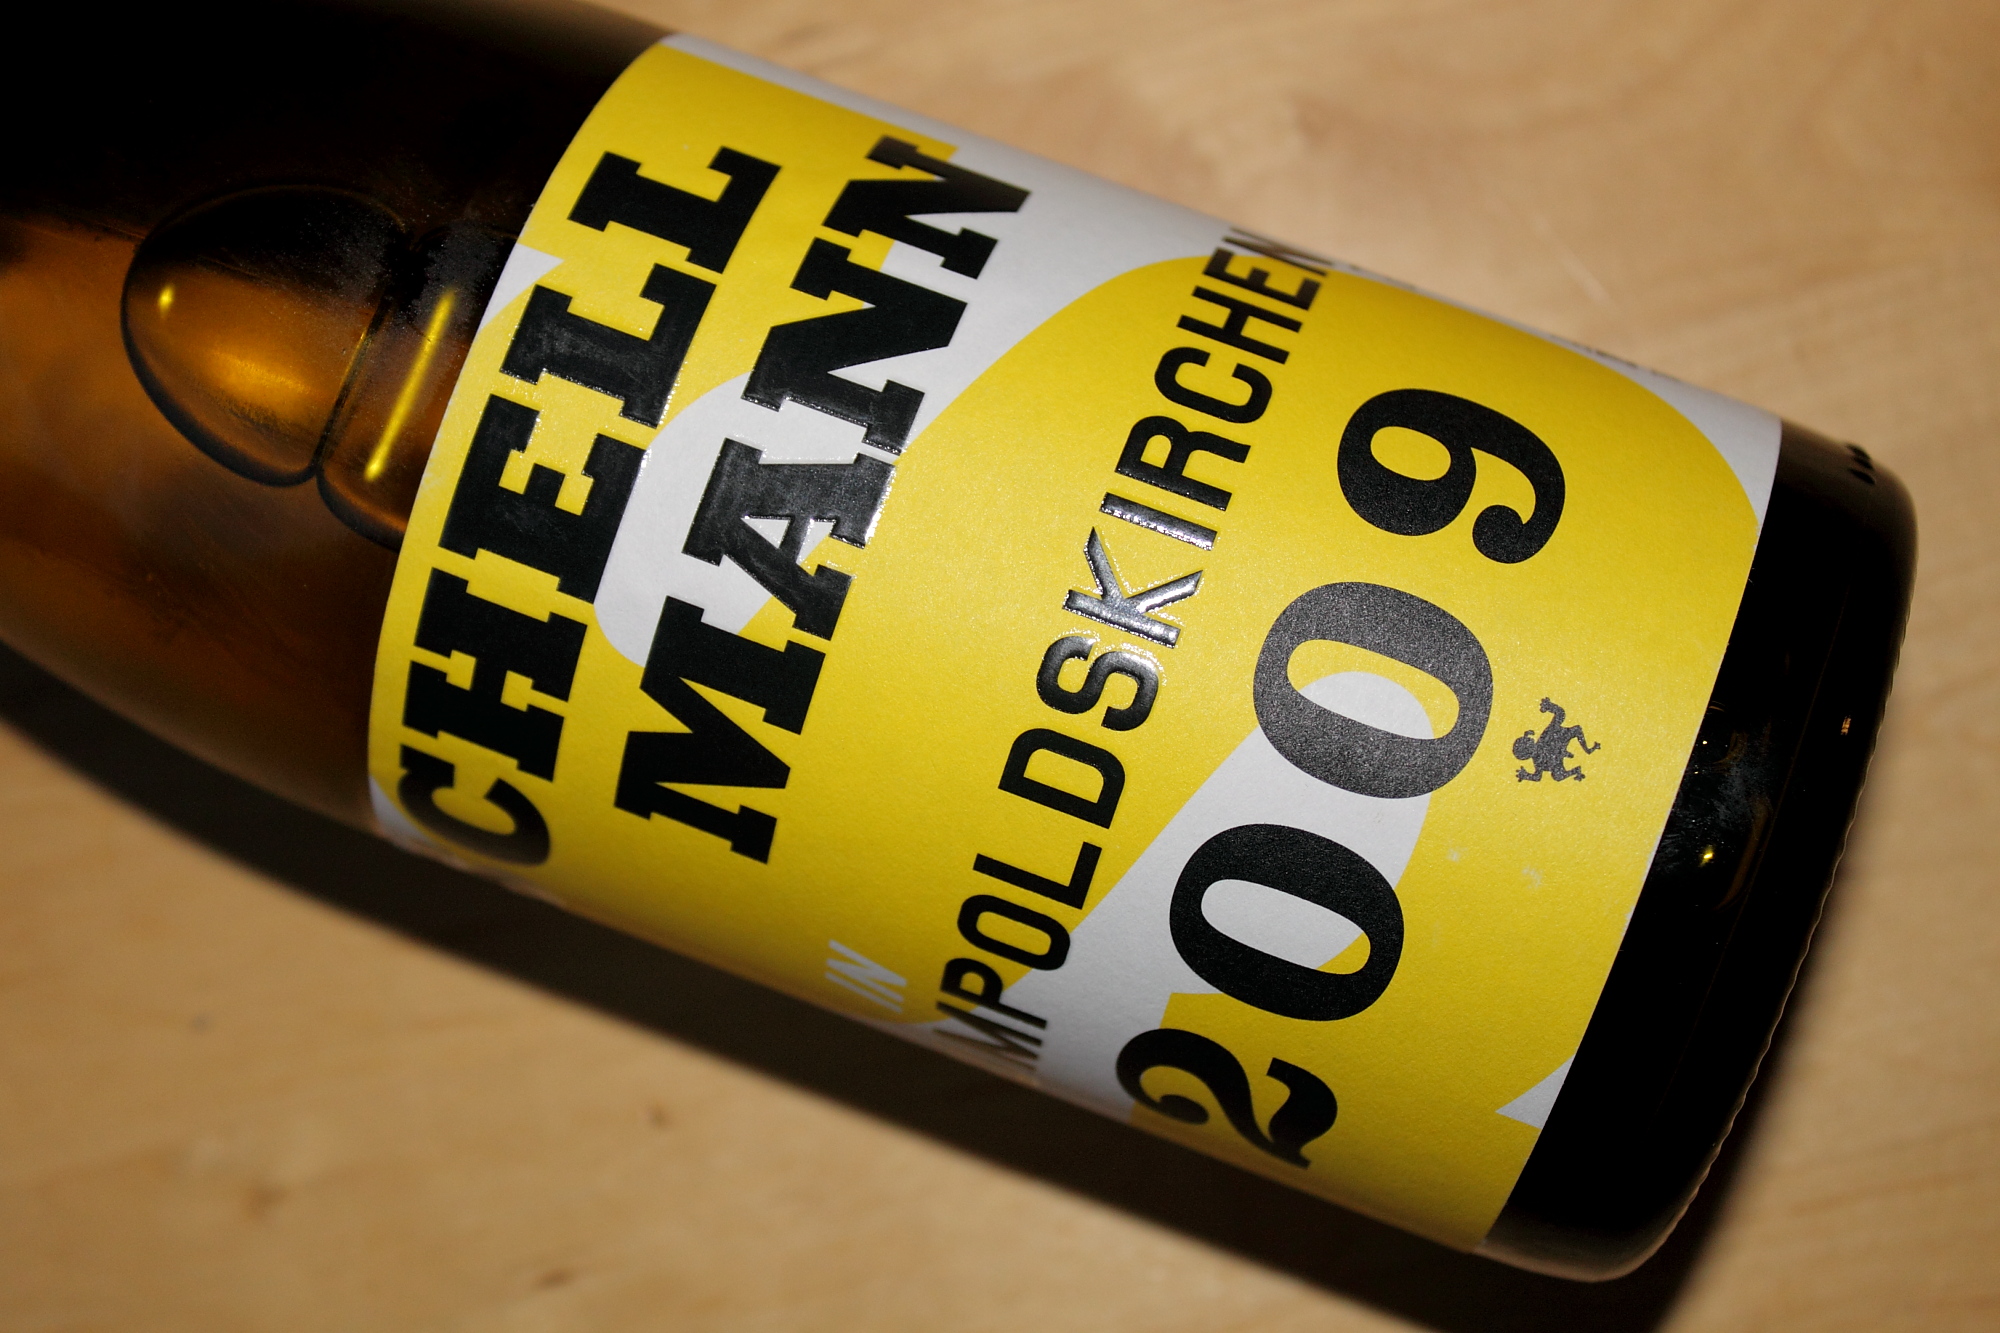 CHELL
MANN
IN
MPOLDSKIRCHEN
2009